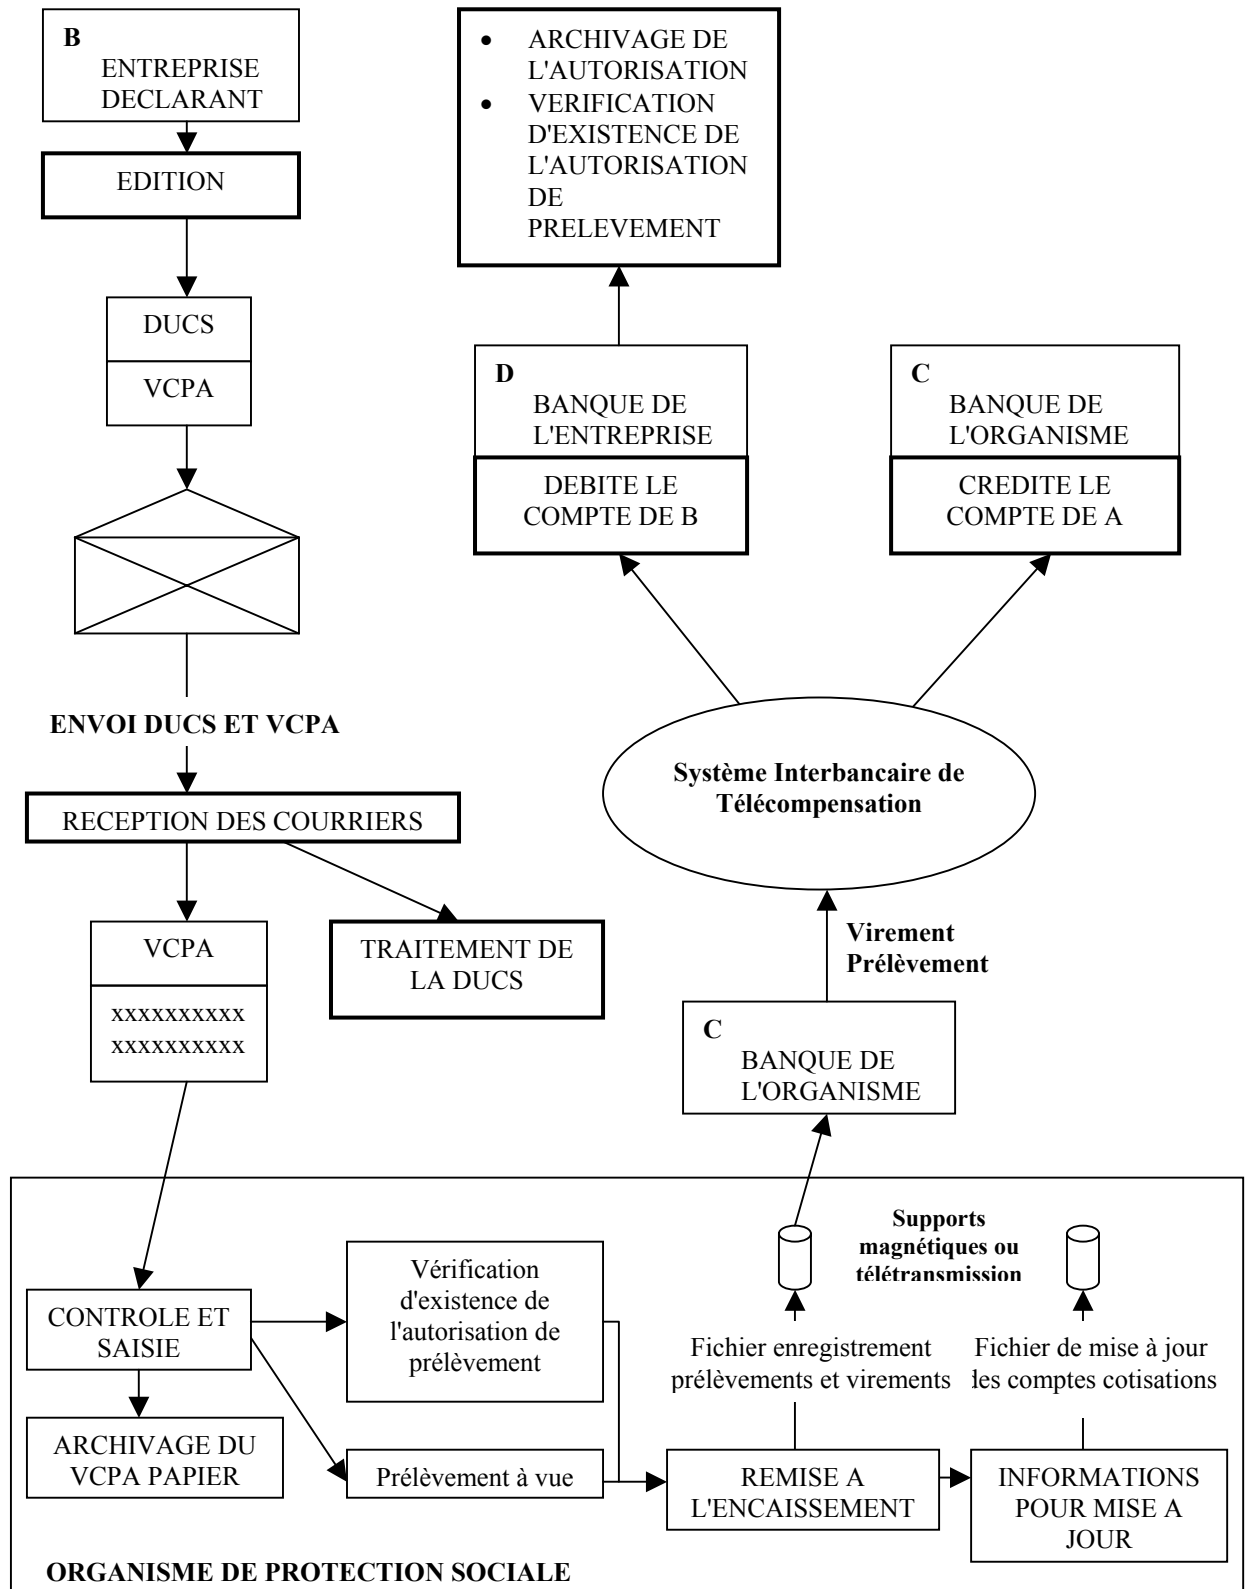 B
ENTREPRISE
DECLARANT
EDITION
DUCS
VCPA
ENVOI DUCS ET VCPA
RECEPTION DES COURRIERS
VCPA
xxxxxxxxxx
xxxxxxxxxx
TRAITEMENT DE
LA DUCS
• ARCHIVAGE DE
L'AUTORISATION
• VERIFICATION
D'EXISTENCE DE
L'AUTORISATION
DE
PRELEVEMENT
D
BANQUE DE
L'ENTREPRISE
DEBITE LE
COMPTE DE B
C
BANQUE DE
L'ORGANISME
CREDITE LE
COMPTE DE A
Système Interbancaire de
Télécompensation
Virement
Prélèvement
C
BANQUE DE
L'ORGANISME
Supports
magnétiques ou
télétransmission
CONTROLE ET
SAISIE
ARCHIVAGE DU
VCPA PAPIER
Vérification
d'existence de
l'autorisation de
prélèvement
Prélèvement à vue
Fichier enregistrement
prélèvements et virements
Fichier de mise à jour
des comptes cotisations
REMISE A
L'ENCAISSEMENT
INFORMATIONS
POUR MISE A
JOUR
ORGANISME DE PROTECTION SOCIALE